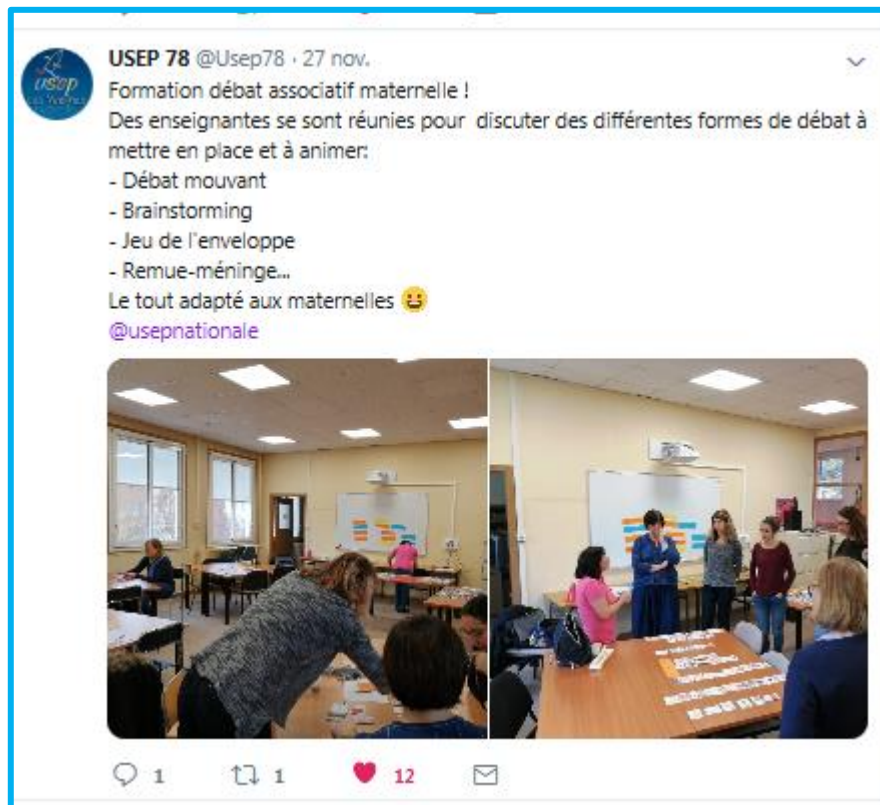 USEP 78 @Usep78 · 27 nov.
Formation débat associatif maternelle !
Des enseignantes se sont réunies pour discuter des différentes formes de débat à
mettre en place et à animer:
- Débat mouvant
- Brainstorming
- Jeu de l'enveloppe
- Remue-méninge...
Le tout adapté aux maternelles 😀
@usepnationale
usep
1
1
12